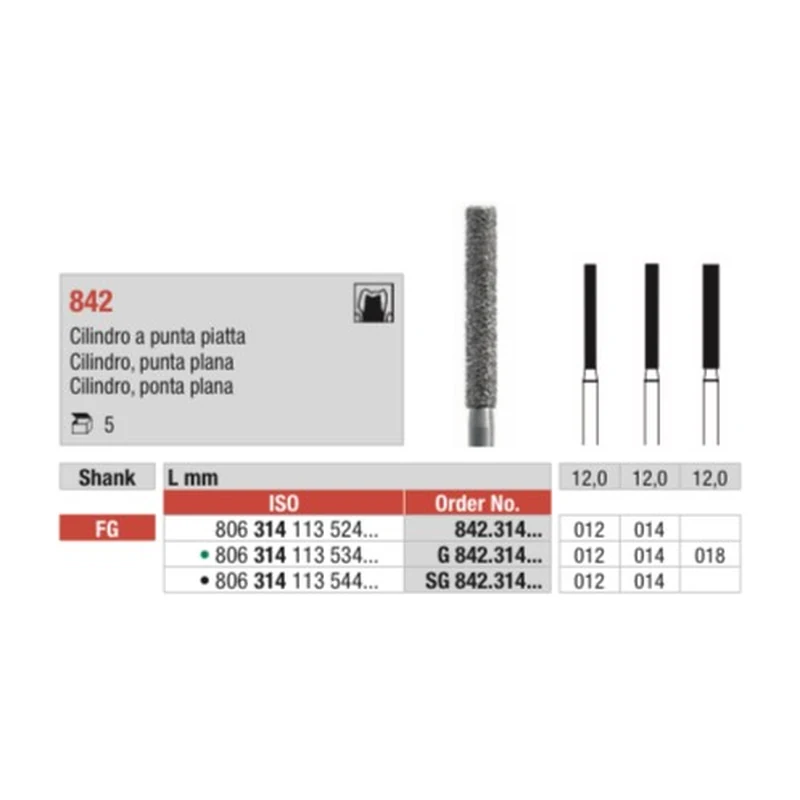 842
Cilindro a punta piatta
Cilindro, punta plana
Cilindro, ponta plana
5
Shank L mm 12,0 12,0 12,0
ISO Order No.
FG 806 314 113 524... 842.314... 012 014
• 806 314 113 534... G 842.314... 012 014 018
• 806 314 113 544... SG 842.314... 012 014